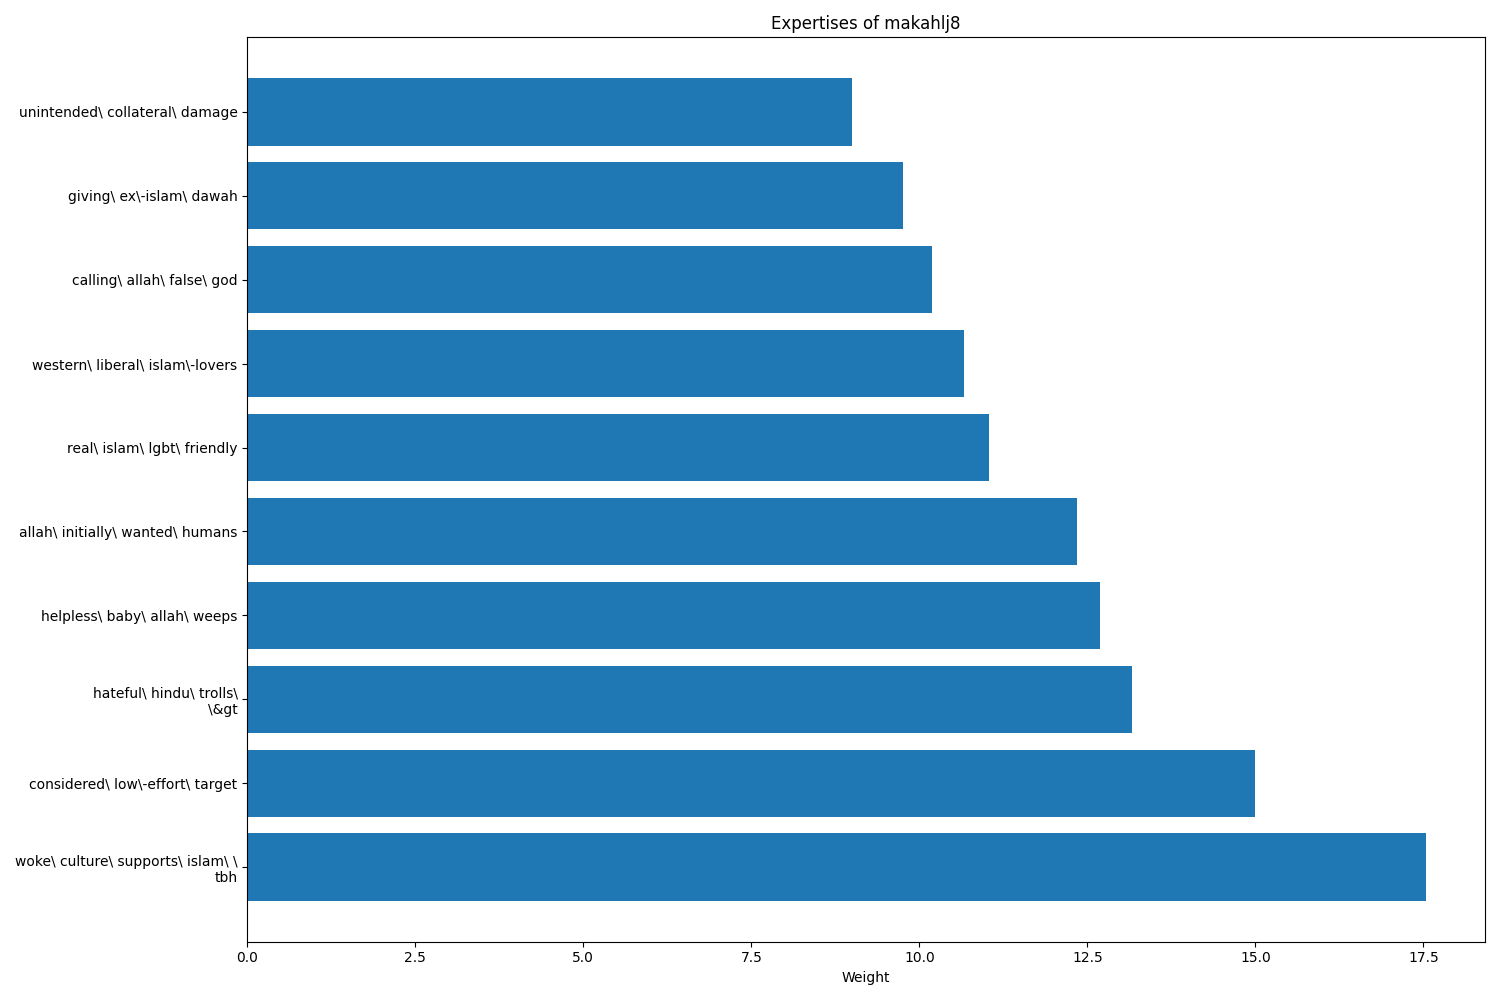 Expertises of makahlj8
unintended\ collateral\ damage
giving\ ex\-islam\ dawah
calling\ allah\ false\ god
western\ liberal\ islam\-lovers
real\ islam\ lgbt\ friendly
allah\ initially\ wanted\ humans
helpless\ baby\ allah\ weeps
hateful\ hindu\ trolls\
\&gt
considered\ low\-effort\ target
woke\ culture\ supports\ islam\ \
tbh
0.0 2.5 5.0 7.5 10.0 12.5 15.0 17.5
Weight